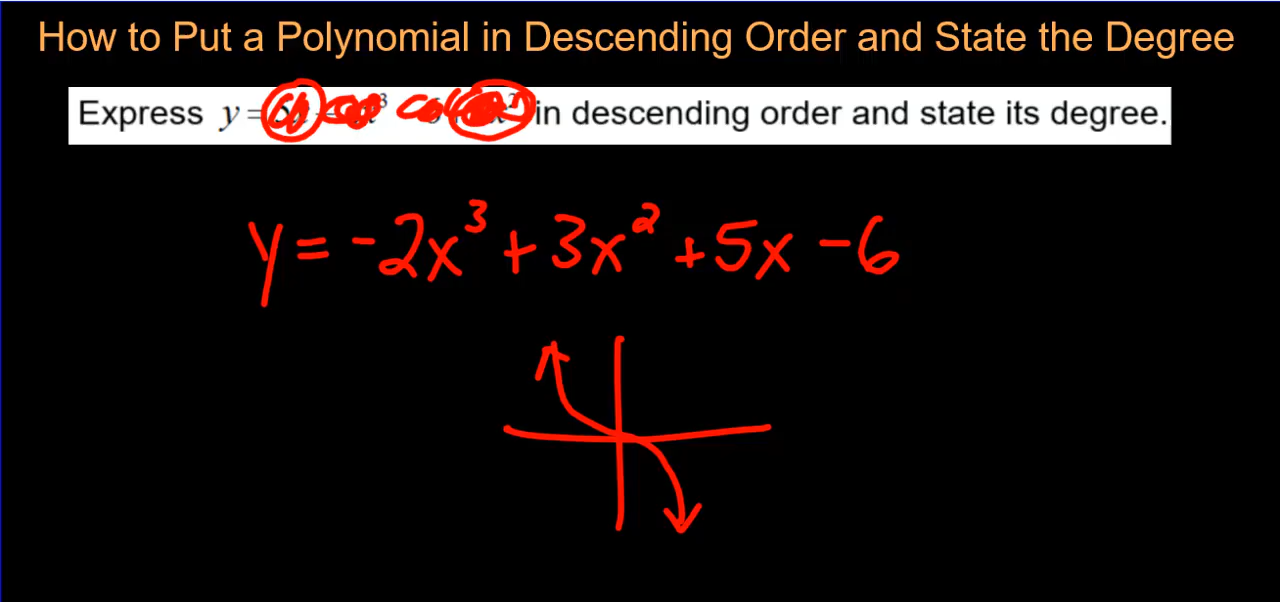 How to Put a Polynomial in Descending Order and State the Degree
Express y = in descending order and state its degree.
y = -2x³ + 3x² + 5x - 6